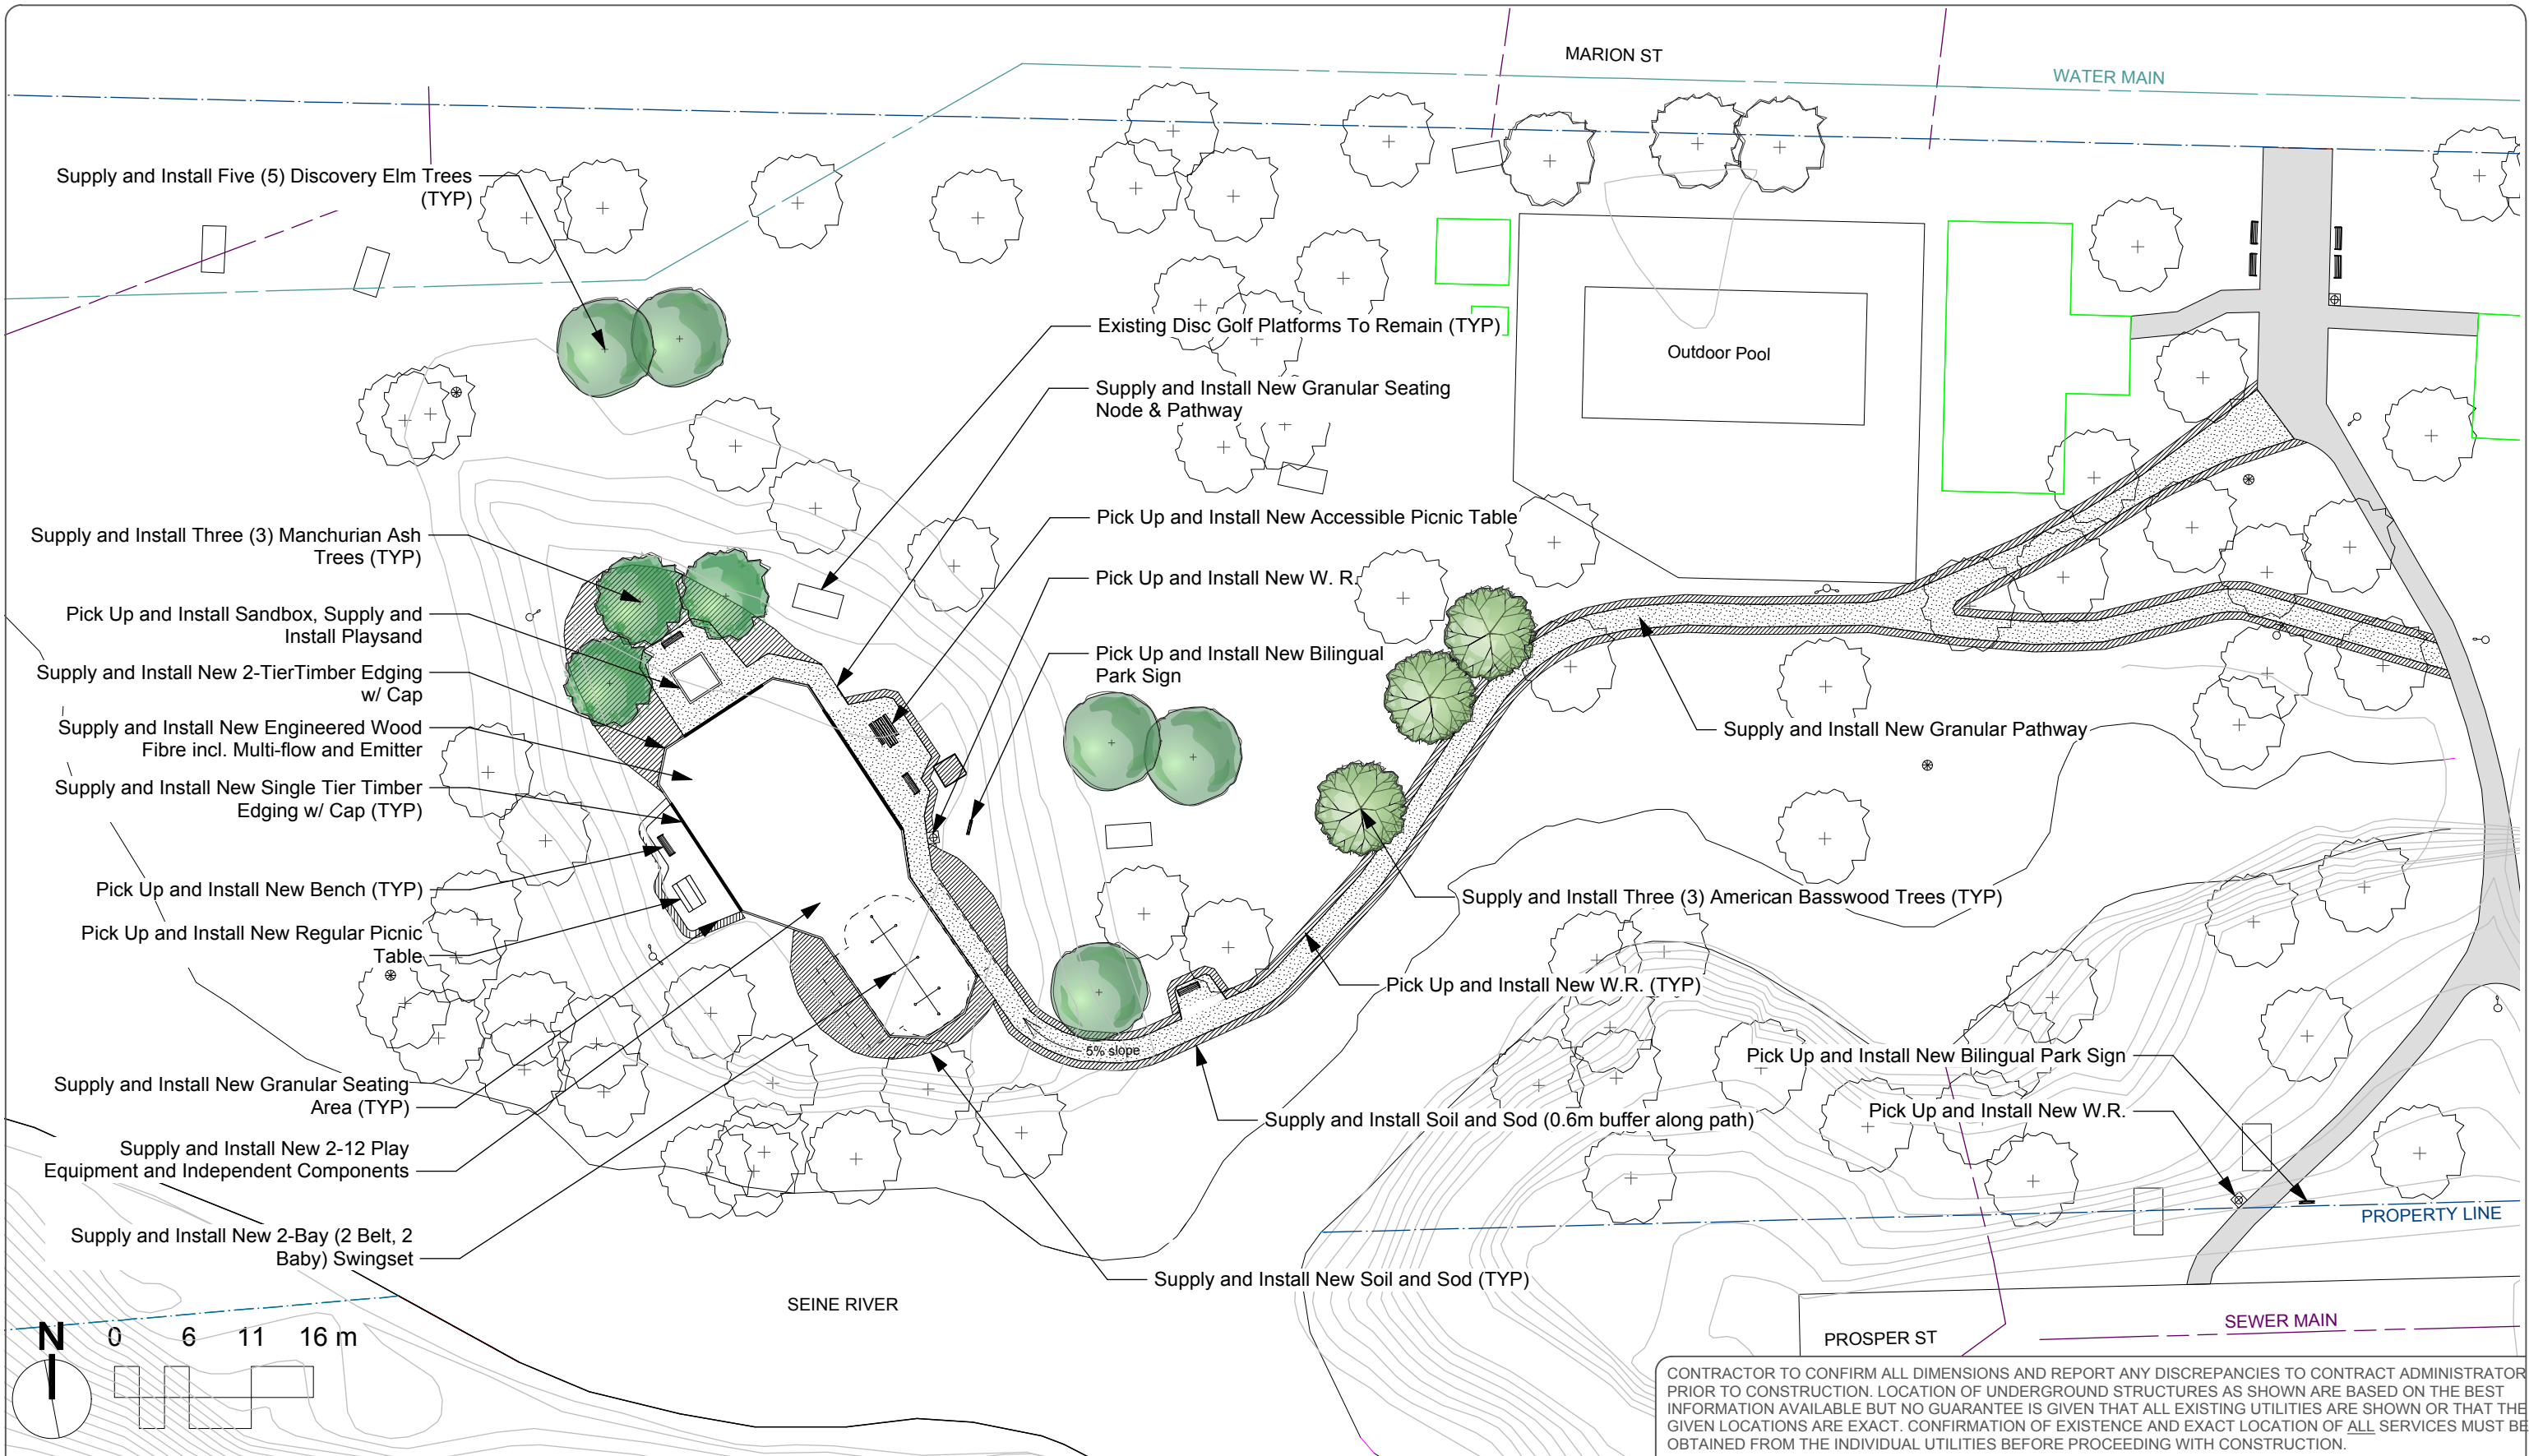 MARION ST
WATER MAIN
Supply and Install Five (5) Discovery Elm Trees
(TYP)
Existing Disc Golf Platforms To Remain (TYP)
Outdoor Pool
Supply and Install New Granular Seating
Node & Pathway
Pick Up and Install New Accessible Picnic Table
Supply and Install Three (3) Manchurian Ash
Trees (TYP)
Pick Up and Install New W. R.
Pick Up and Install Sandbox, Supply and
Install Playsand
Pick Up and Install New Bilingual
Park Sign
Supply and Install New 2-TierTimber Edging
w/ Cap
Supply and Install New Engineered Wood
Fibre incl. Multi-flow and Emitter
Supply and Install New Granular Pathway
Supply and Install New Single Tier Timber
Edging w/ Cap (TYP)
Pick Up and Install New Bench (TYP)
Supply and Install Three (3) American Basswood Trees (TYP)
Pick Up and Install New Regular Picnic
Table
Pick Up and Install New W.R. (TYP)
5% slope
Pick Up and Install New Bilingual Park Sign
Supply and Install New Granular Seating
Area (TYP)
Pick Up and Install New W.R.
Supply and Install Soil and Sod (0.6m buffer along path)
Supply and Install New 2-12 Play
Equipment and Independent Components
PROPERTY LINE
Supply and Install New 2-Bay (2 Belt, 2
Baby) Swingset
Supply and Install New Soil and Sod (TYP)
SEINE RIVER
SEWER MAIN
PROSPER ST
N 0 6 11 16 m
CONTRACTOR TO CONFIRM ALL DIMENSIONS AND REPORT ANY DISCREPANCIES TO CONTRACT ADMINISTRATOR
PRIOR TO CONSTRUCTION. LOCATION OF UNDERGROUND STRUCTURES AS SHOWN ARE BASED ON THE BEST
INFORMATION AVAILABLE BUT NO GUARANTEE IS GIVEN THAT ALL EXISTING UTILITIES ARE SHOWN OR THAT THE
GIVEN LOCATIONS ARE EXACT. CONFIRMATION OF EXISTENCE AND EXACT LOCATION OF ALL SERVICES MUST BE
OBTAINED FROM THE INDIVIDUAL UTILITIES BEFORE PROCEEDING WITH CONSTRUCTION.